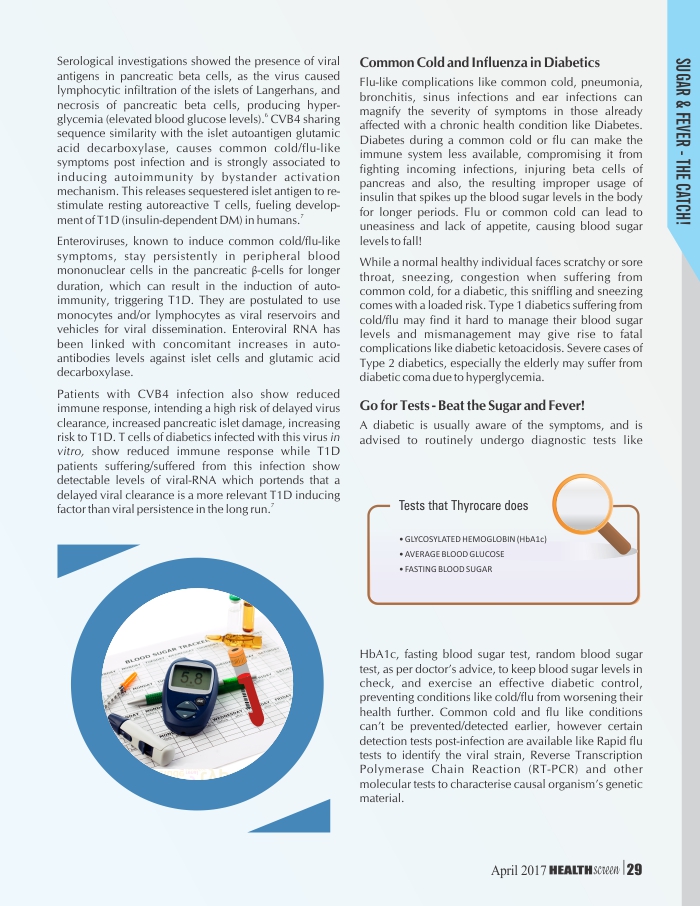 Serological investigations showed the presence of viral
antigens in pancreatic beta cells, as the virus caused
lymphocytic infiltration of the islets of Langerhans, and
necrosis of pancreatic beta cells, producing hyper-
glycemia (elevated blood glucose levels).⁶ CVB4 sharing
sequence similarity with the islet autoantigen glutamic
acid decarboxylase, causes common cold/flu-like
symptoms post infection and is strongly associated to
inducing autoimmunity by bystander activation
mechanism. This releases sequestered islet antigen to re-
stimulate resting autoreactive T cells, fueling develop-
ment of T1D (insulin-dependent DM) in humans.⁷
Enteroviruses, known to induce common cold/flu-like
symptoms, stay persistently in peripheral blood
mononuclear cells in the pancreatic β-cells for longer
duration, which can result in the induction of auto-
immunity, triggering T1D. They are postulated to use
monocytes and/or lymphocytes as viral reservoirs and
vehicles for viral dissemination. Enteroviral RNA has
been linked with concomitant increases in auto-
antibodies levels against islet cells and glutamic acid
decarboxylase.
Patients with CVB4 infection also show reduced
immune response, intending a high risk of delayed virus
clearance, increased pancreatic islet damage, increasing
risk to T1D. T cells of diabetics infected with this virus in
vitro, show reduced immune response while T1D
patients suffering/suffered from this infection show
detectable levels of viral-RNA which portends that a
delayed viral clearance is a more relevant T1D inducing
factor than viral persistence in the long run.⁷
BLOOD SUGAR TRACKER
5.8
Common Cold and Influenza in Diabetics
Flu-like complications like common cold, pneumonia,
bronchitis, sinus infections and ear infections can
magnify the severity of symptoms in those already
affected with a chronic health condition like Diabetes.
Diabetes during a common cold or flu can make the
immune system less available, compromising it from
fighting incoming infections, injuring beta cells of
pancreas and also, the resulting improper usage of
insulin that spikes up the blood sugar levels in the body
for longer periods. Flu or common cold can lead to
uneasiness and lack of appetite, causing blood sugar
levels to fall!
While a normal healthy individual faces scratchy or sore
throat, sneezing, congestion when suffering from
common cold, for a diabetic, this sniffling and sneezing
comes with a loaded risk. Type 1 diabetics suffering from
cold/flu may find it hard to manage their blood sugar
levels and mismanagement may give rise to fatal
complications like diabetic ketoacidosis. Severe cases of
Type 2 diabetics, especially the elderly may suffer from
diabetic coma due to hyperglycemia.
Go for Tests - Beat the Sugar and Fever!
A diabetic is usually aware of the symptoms, and is
advised to routinely undergo diagnostic tests like
Tests that Thyrocare does
• GLYCOSYLATED HEMOGLOBIN (HbA1c)
• AVERAGE BLOOD GLUCOSE
• FASTING BLOOD SUGAR
HbA1c, fasting blood sugar test, random blood sugar
test, as per doctor's advice, to keep blood sugar levels in
check, and exercise an effective diabetic control,
preventing conditions like cold/flu from worsening their
health further. Common cold and flu like conditions
can't be prevented/detected earlier, however certain
detection tests post-infection are available like Rapid flu
tests to identify the viral strain, Reverse Transcription
Polymerase Chain Reaction (RT-PCR) and other
molecular tests to characterise causal organism's genetic
material.
SUGAR & FEVER - THE CATCH!
April 2017 HEALTHscreen 29